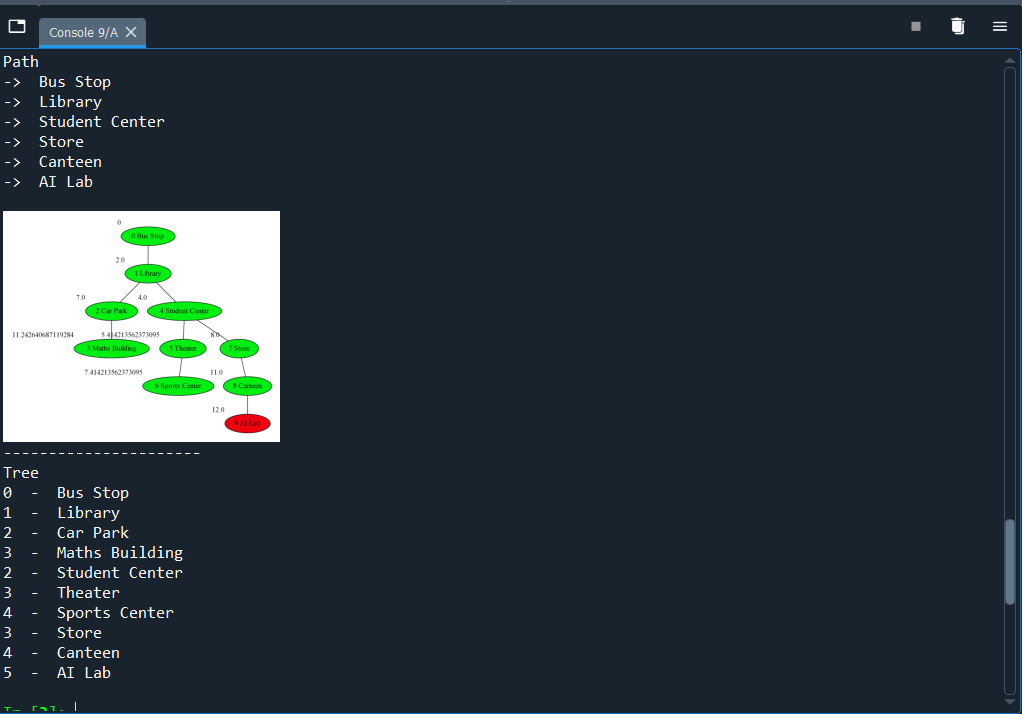 Console 9/A
Path
-> Bus Stop
-> Library
-> Student Center
-> Store
-> Canteen
-> AI Lab
0
0 Bus Stop
2.0
1 Library
7.0 4.0
2 Car Park 4 Student Center
11.242640687119284 5.414213562373095 8.0
3 Maths Building 5 Theater 7 Store
7.414213562373095 11.0
6 Sports Center 8 Canteen
12.0
9 AI Lab
----------------------
Tree
0 - Bus Stop
1 - Library
2 - Car Park
3 - Maths Building
2 - Student Center
3 - Theater
4 - Sports Center
3 - Store
4 - Canteen
5 - AI Lab